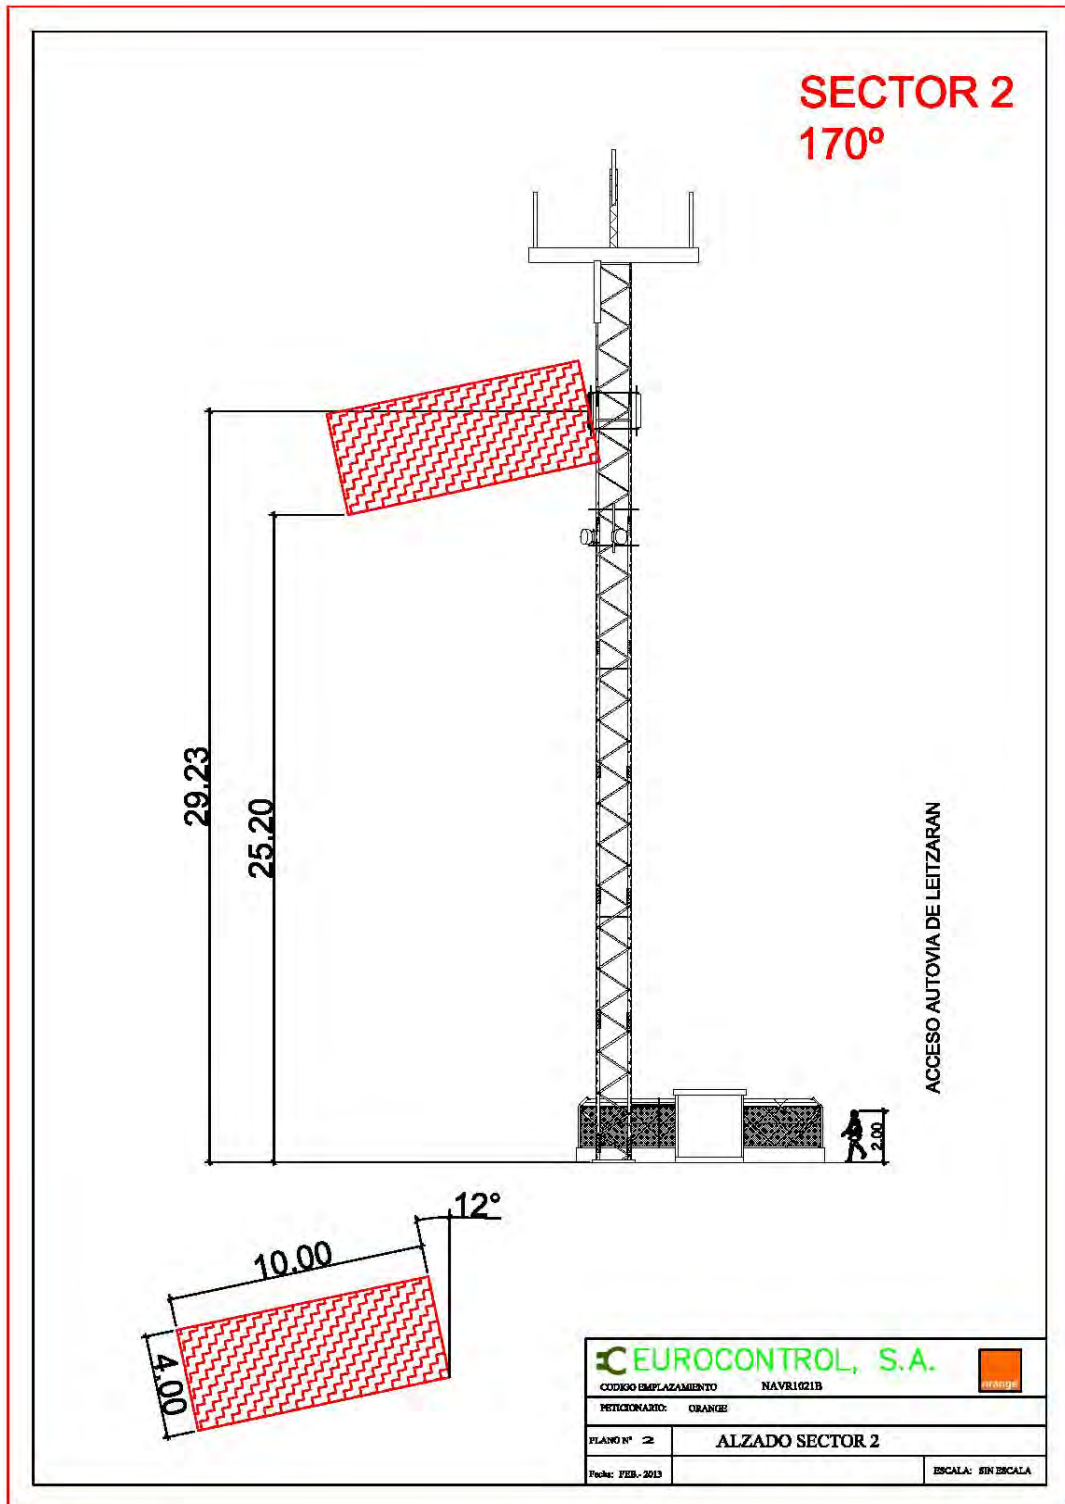 SECTOR 2
170º
29.23
25.20
ACCESO AUTOVIA DE LEITZARAN
2.00
12°
10.00
4.00
EUROCONTROL, S.A.
orange
CODIGO EMPLAZAMIENTO NAVR1021B
PETICIONARIO: ORANGE
PLANO Nº 2 ALZADO SECTOR 2
Fecha: FEB.- 2013 ESCALA: SIN ESCALA